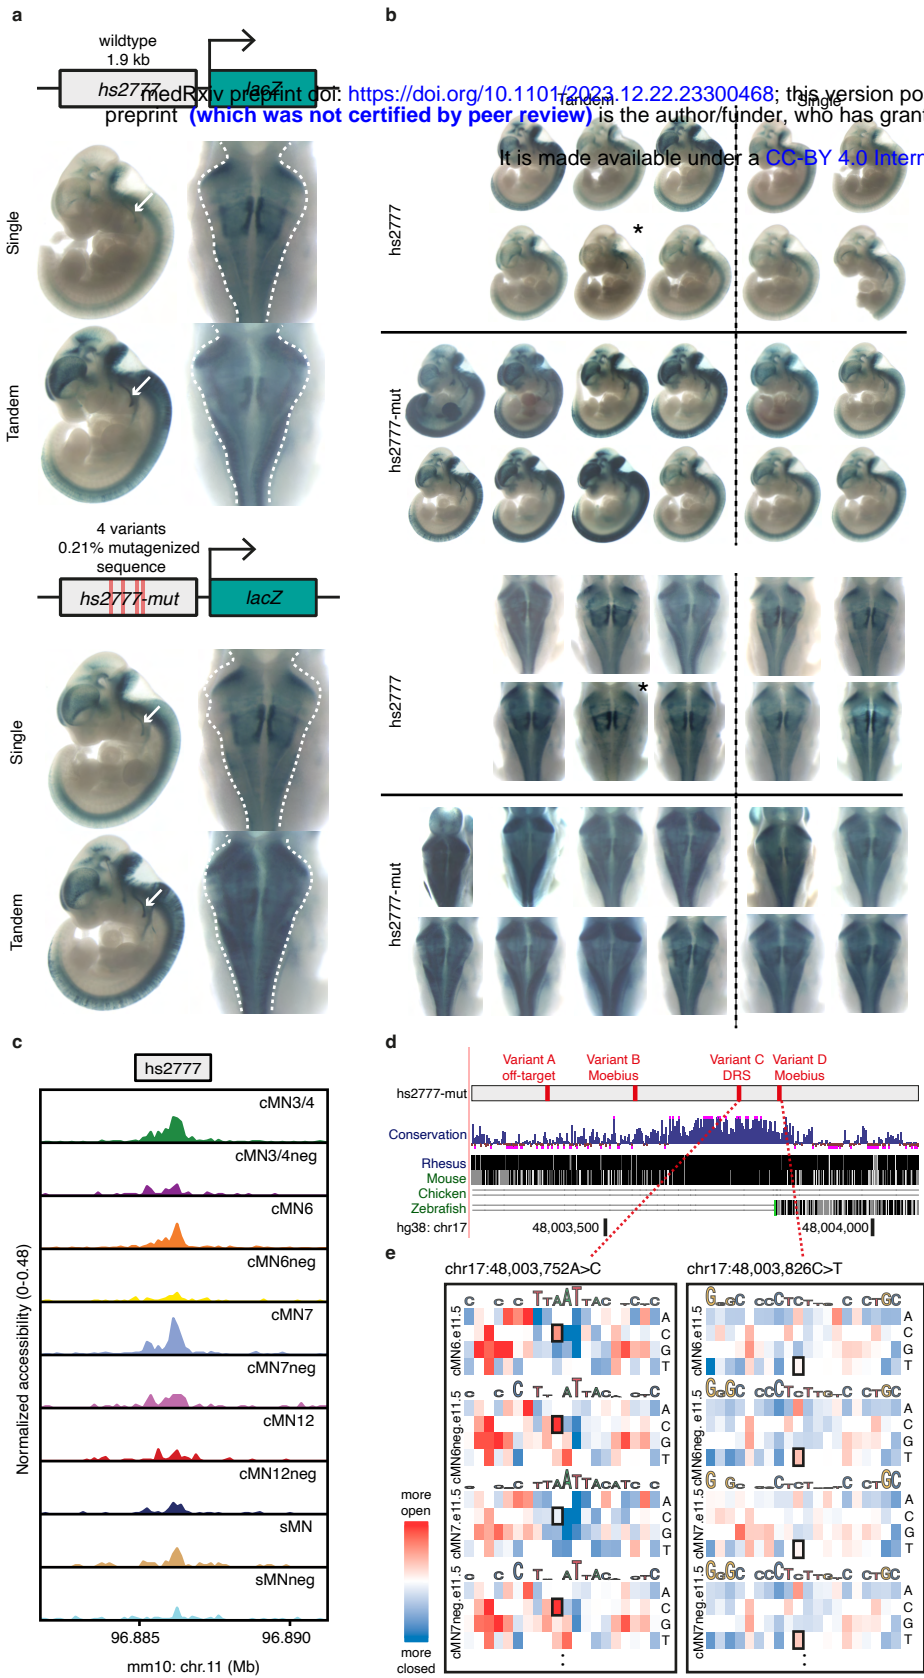 a
b
wildtype
1.9 kb
hs2777
lacZ
medRxiv preprint doi: https://doi.org/10.1101/2023.12.22.23300468; this version po
preprint (which was not certified by peer review) is the author/funder, who has grant
It is made available under a CC-BY 4.0 Intern
Tandem
Single
Single
Tandem
hs2777
*
hs2777-mut
4 variants
0.21% mutagenized
sequence
hs2777-mut
lacZ
Single
Tandem
hs2777
*
hs2777-mut
c
hs2777
cMN3/4
cMN3/4neg
cMN6
cMN6neg
cMN7
cMN7neg
cMN12
cMN12neg
sMN
sMNneg
Normalized accessibility (0-0.48)
96.885
96.890
mm10: chr.11 (Mb)
d
Variant A
off-target
Variant B
Moebius
Variant C
DRS
Variant D
Moebius
hs2777-mut
Conservation
Rhesus
Mouse
Chicken
Zebrafish
hg38: chr17
48,003,500
48,004,000
e
chr17:48,003,752A>C
chr17:48,003,826C>T
cMN6.e11.5
A
C
G
T
A
C
G
T
cMN6neg.e11.5
A
C
G
T
A
C
G
T
cMN7.e11.5
A
C
G
T
A
C
G
T
cMN7neg.e11.5
A
C
G
T
A
C
G
T
more
open
more
closed